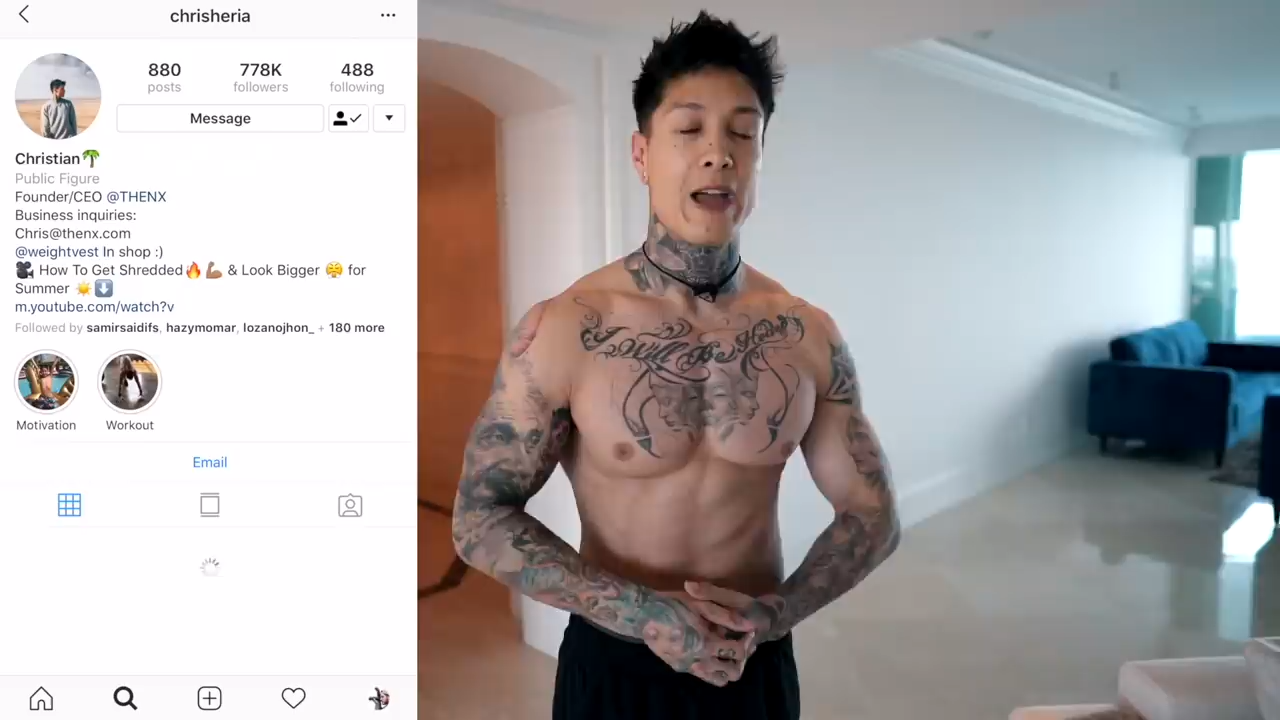 chrisheria
880
778K
488
posts
followers
following
Message
Christian🌴
Public Figure
Founder/CEO @THENX
Business inquiries:
Chris@thenx.com
@weightvest In shop :)
🎥 How To Get Shredded🔥💪🏽 & Look Bigger 😤 for
Summer ☀️⬇️
m.youtube.com/watch?v
Followed by samirsaidifs, hazymomar, lozanojhon_ + 180 more
Motivation
Workout
Email
I Will Be